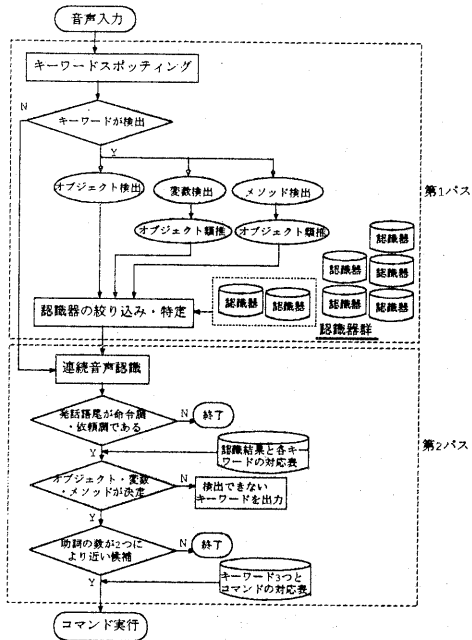 音声入力
キーワードスポッティング
N
キーワードが検出
Y
オブジェクト検出
変数検出
メソッド検出
第1パス
オブジェクト類推
オブジェクト類推
認識器
認識器
認識器
認識器
認識器
認識器
認識器
認識器の絞り込み・特定
認識器群
連続音声認識
発話語尾が命令調
・依頼調である
N
終了
第2パス
Y
認識結果と各キー
ワードの対応表
オブジェクト・変数
・メソッドが決定
N
検出できない
キーワードを出力
Y
助詞の数が2つに
より近い候補
N
終了
Y
キーワード3つと
コマンドの対応表
コマンド実行